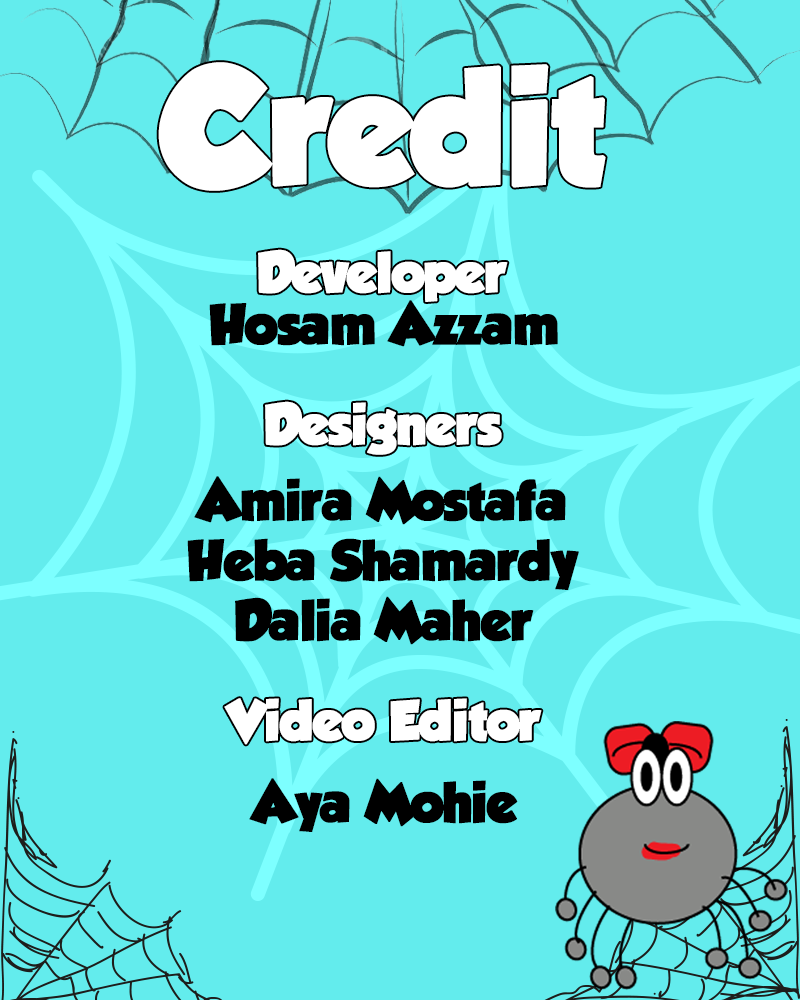 Credit
Developer
Hosam Azzam
Designers
Amira Mostafa
Heba Shamardy
Dalia Maher
Video Editor
Aya Mohie